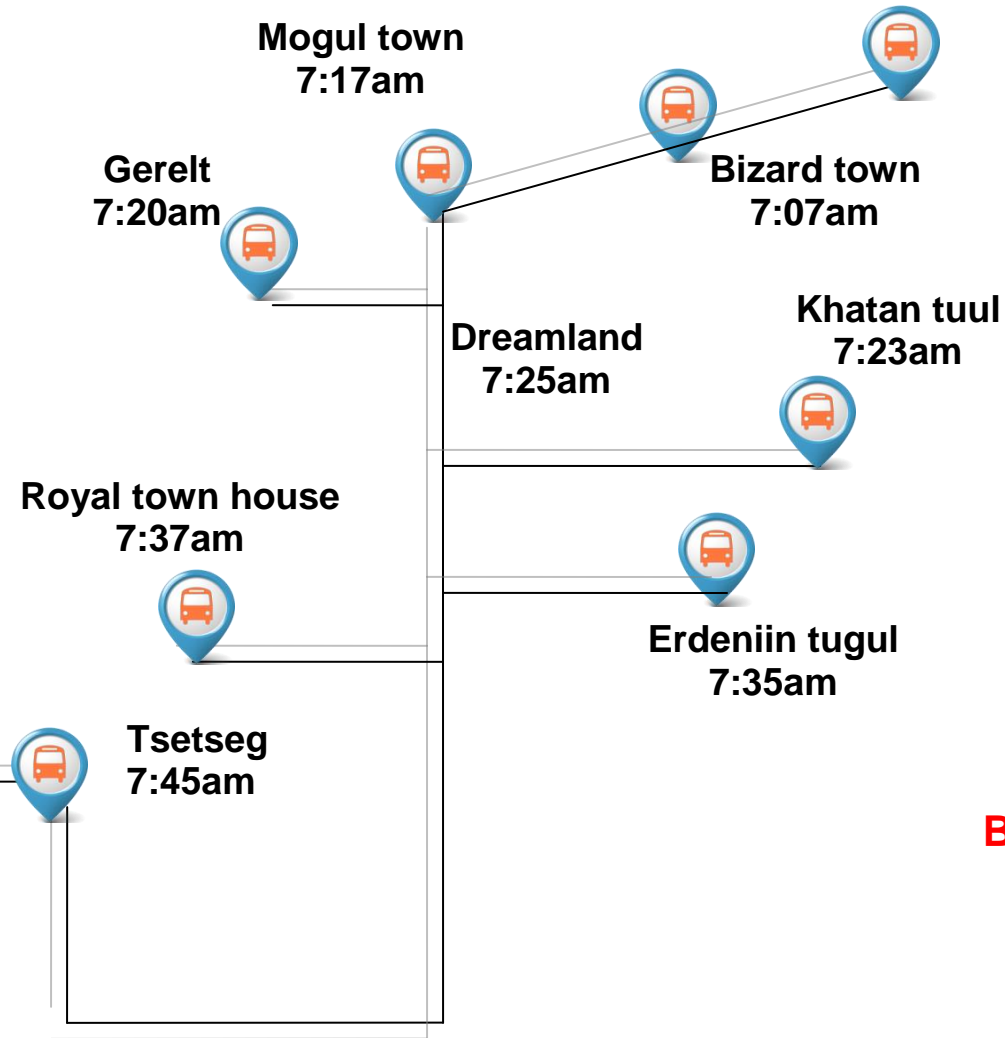 Mogul town
7:17am
Gerelt
7:20am
Bizard town
7:07am
Khatan tuul
7:23am
Dreamland
7:25am
Royal town house
7:37am
Erdeniin tugul
7:35am
Tsetseg
7:45am
B